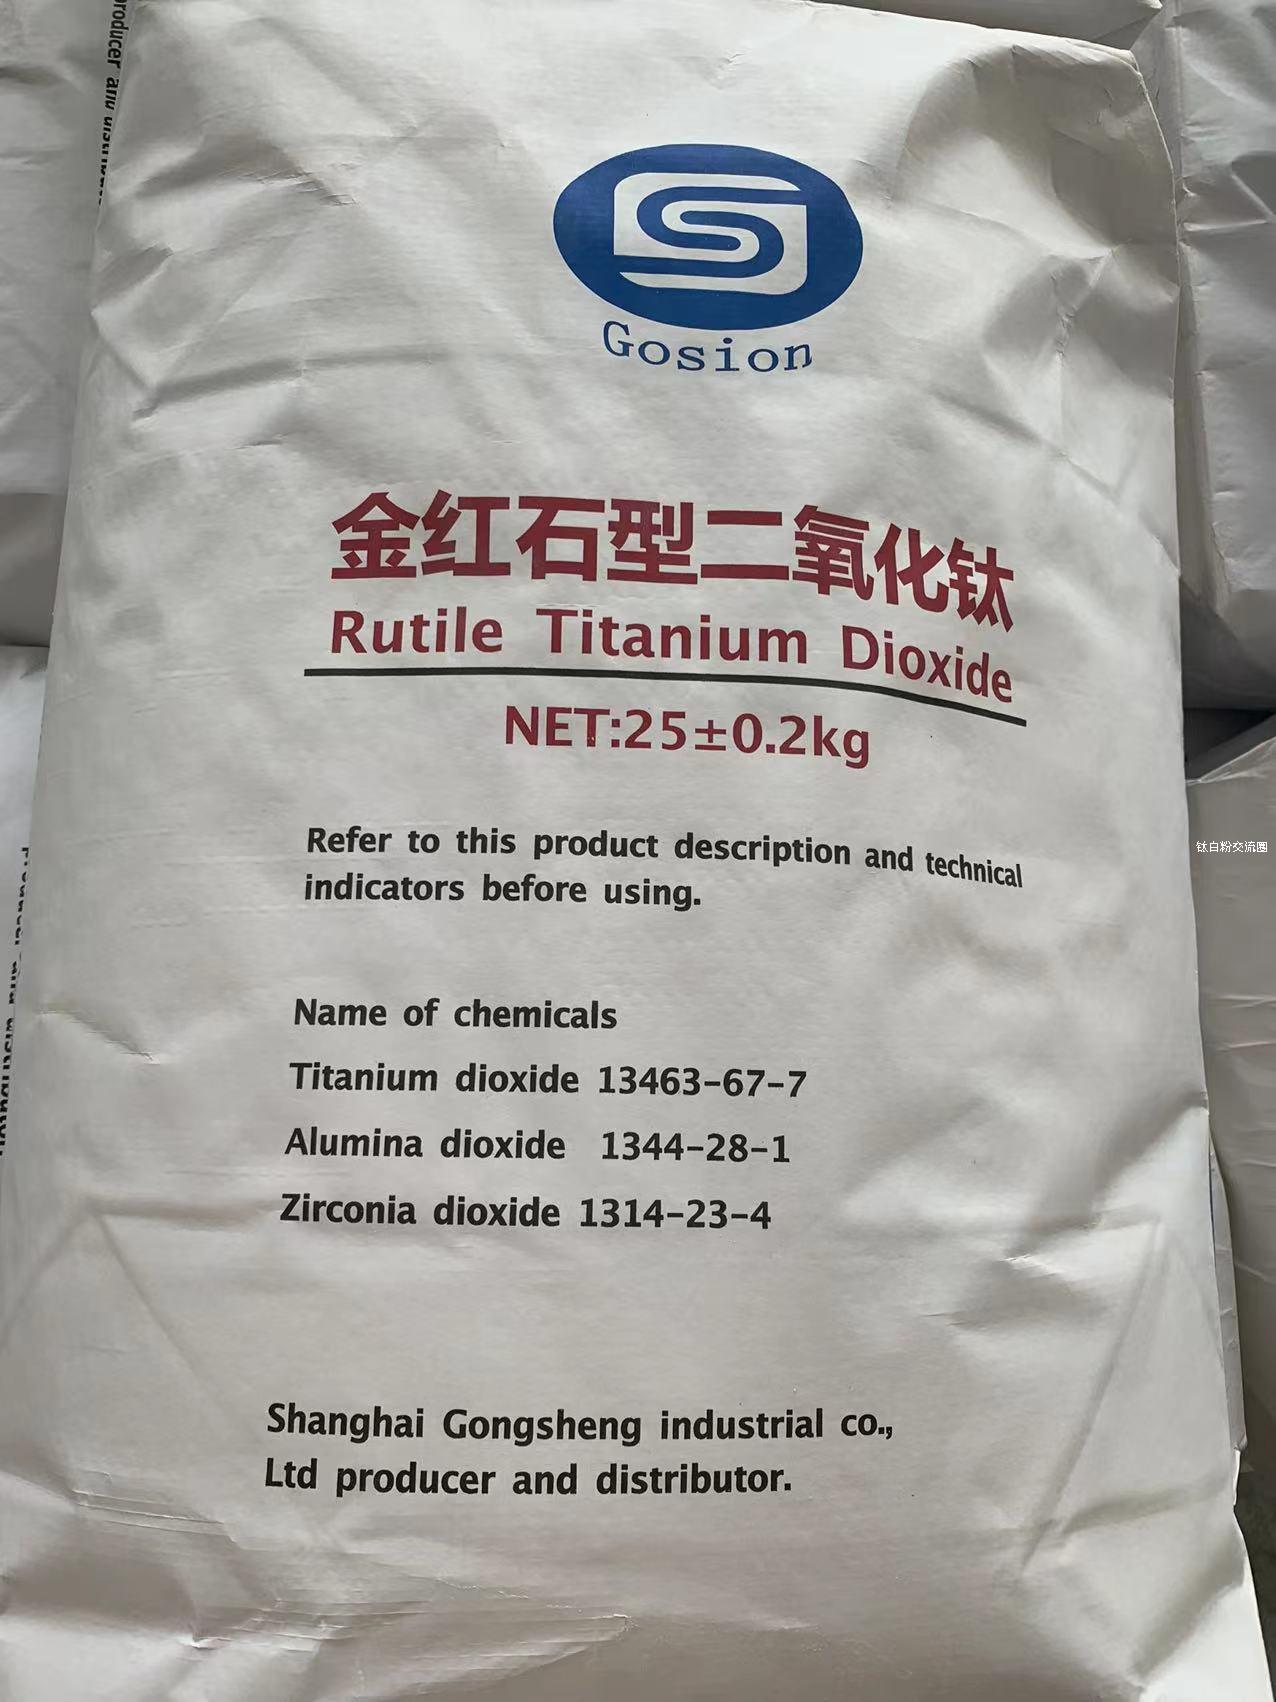 Gosion
金红石型二氧化钛
Rutile Titanium Dioxide
NET:25±0.2kg
Refer to this product description and technical
indicators before using.
Name of chemicals
Titanium dioxide 13463-67-7
Alumina dioxide 1344-28-1
Zirconia dioxide 1314-23-4
Shanghai Gongsheng industrial co.,
Ltd producer and distributor.
钛白粉交流圈